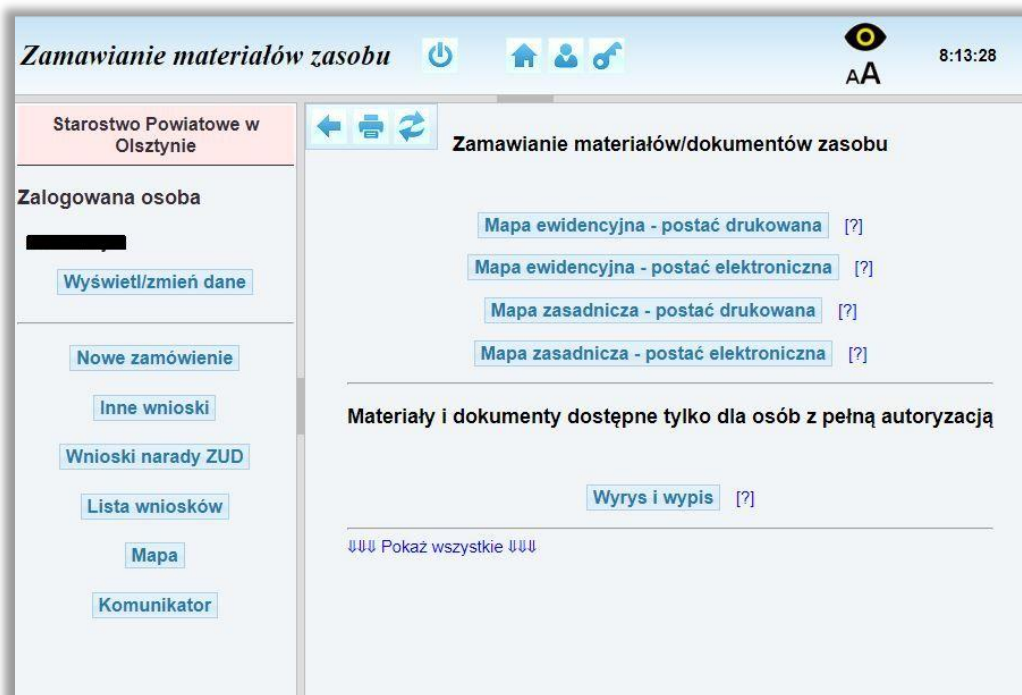 Zamawianie materiałów zasobu
AA
8:13:28
Starostwo Powiatowe w
Olsztynie
Zalogowana osoba
Wyświetl/zmień dane
Nowe zamówienie
Inne wnioski
Wnioski narady ZUD
Lista wniosków
Mapa
Komunikator
Zamawianie materiałów/dokumentów zasobu
Mapa ewidencyjna - postać drukowana [?]
Mapa ewidencyjna - postać elektroniczna [?]
Mapa zasadnicza - postać drukowana [?]
Mapa zasadnicza - postać elektroniczna [?]
Materiały i dokumenty dostępne tylko dla osób z pełną autoryzacją
Wyrys i wypis [?]
⇓⇓⇓ Pokaż wszystkie ⇓⇓⇓